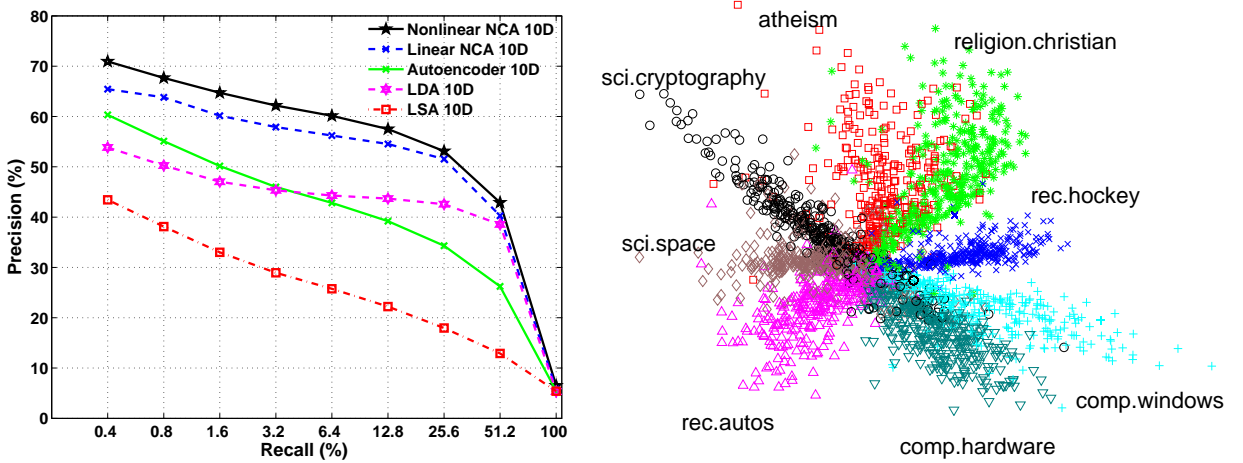 80
70
60
50
40
30
20
10
0
Precision (%)
0.4 0.8 1.6 3.2 6.4 12.8 25.6 51.2 100
Recall (%)
Nonlinear NCA 10D
Linear NCA 10D
Autoencoder 10D
LDA 10D
LSA 10D
atheism
religion.christian
sci.cryptography
rec.hockey
sci.space
comp.windows
rec.autos
comp.hardware